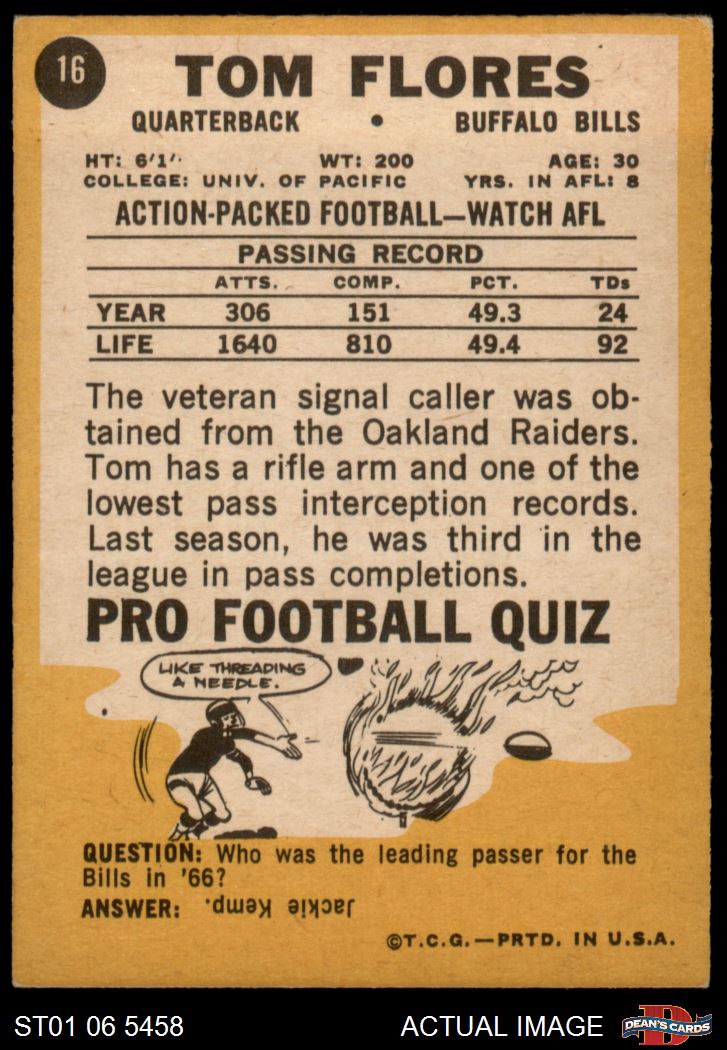 16
TOM FLORES
QUARTERBACK • BUFFALO BILLS
HT: 6'1" WT: 200 AGE: 30
COLLEGE: UNIV. OF PACIFIC YRS. IN AFL: 8
ACTION-PACKED FOOTBALL—WATCH AFL
PASSING RECORD
ATTS. COMP. PCT. TDs
YEAR 306 151 49.3 24
LIFE 1640 810 49.4 92
The veteran signal caller was ob-
tained from the Oakland Raiders.
Tom has a rifle arm and one of the
lowest pass interception records.
Last season, he was third in the
league in pass completions.
PRO FOOTBALL QUIZ
LIKE THREADING
A NEEDLE.
QUESTION: Who was the leading passer for the
Bills in '66?
ANSWER: Jackie Kemp.
©T.C.G.—PRTD. IN U.S.A.
ST01 06 5458 ACTUAL IMAGE D DEAN'S CARDS